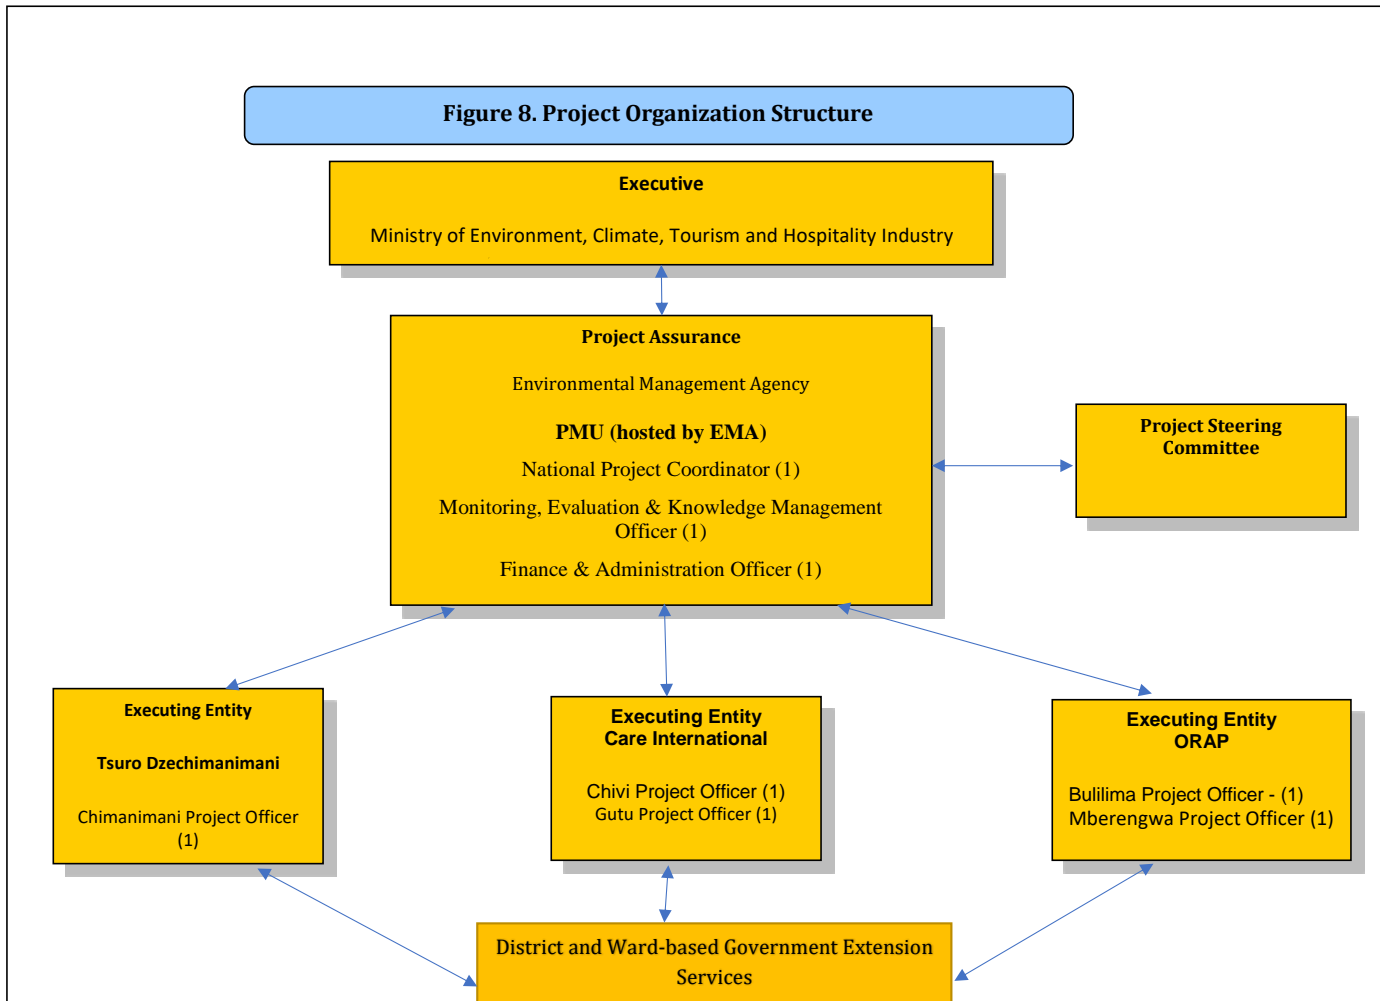 Figure 8. Project Organization Structure
Executive
Ministry of Environment, Climate, Tourism and Hospitality Industry
Project Assurance
Environmental Management Agency
PMU (hosted by EMA)
National Project Coordinator (1)
Monitoring, Evaluation & Knowledge Management
Officer (1)
Finance & Administration Officer (1)
Project Steering
Committee
Executing Entity
Tsuro Dzechimanimani
Chimanimani Project Officer
(1)
Executing Entity
Care International
Chivi Project Officer (1)
Gutu Project Officer (1)
Executing Entity
ORAP
Bulilima Project Officer - (1)
Mberengwa Project Officer (1)
District and Ward-based Government Extension
Services